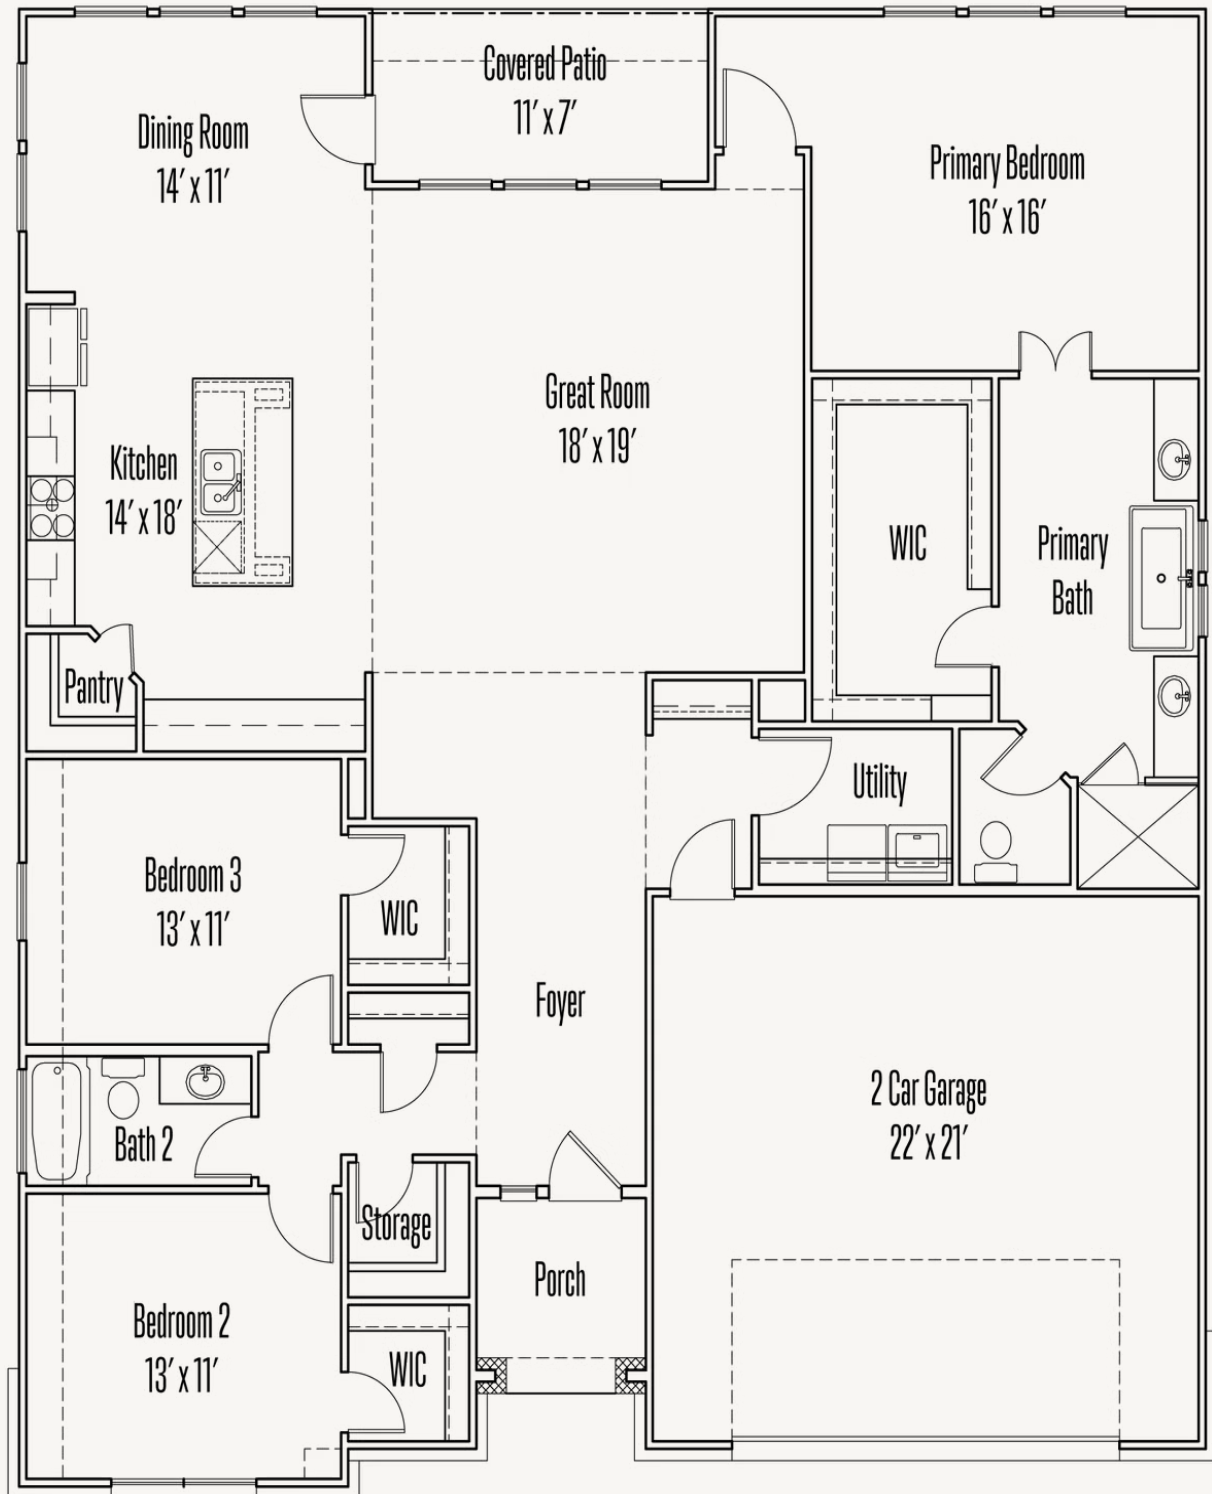 Covered Patio
11′ x 7′
Dining Room
14′ x 11′
Primary Bedroom
16′ x 16′
Great Room
18′ x 19′
Kitchen
14′ x 18′
WIC
Primary
Bath
Pantry
Utility
Bedroom 3
13′ x 11′
WIC
Foyer
2 Car Garage
22′ x 21′
Bath 2
Storage
Porch
Bedroom 2
13′ x 11′
WIC